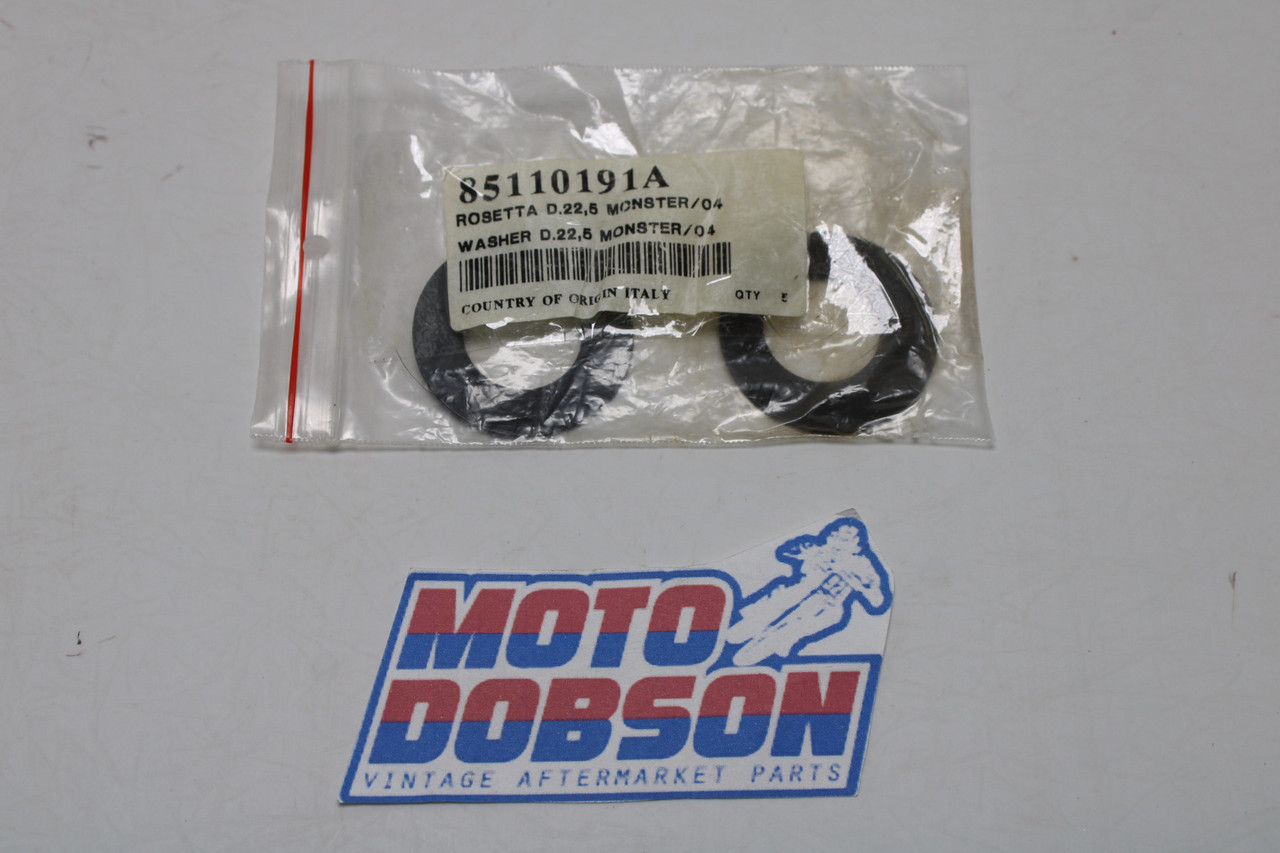 85110191A
ROSETTA D.22,5 MONSTER/04
WASHER D.22,5 MONSTER/04
COUNTRY OF ORIGIN ITALY QTY
MOTO
DOBSON
VINTAGE AFTERMARKET PARTS